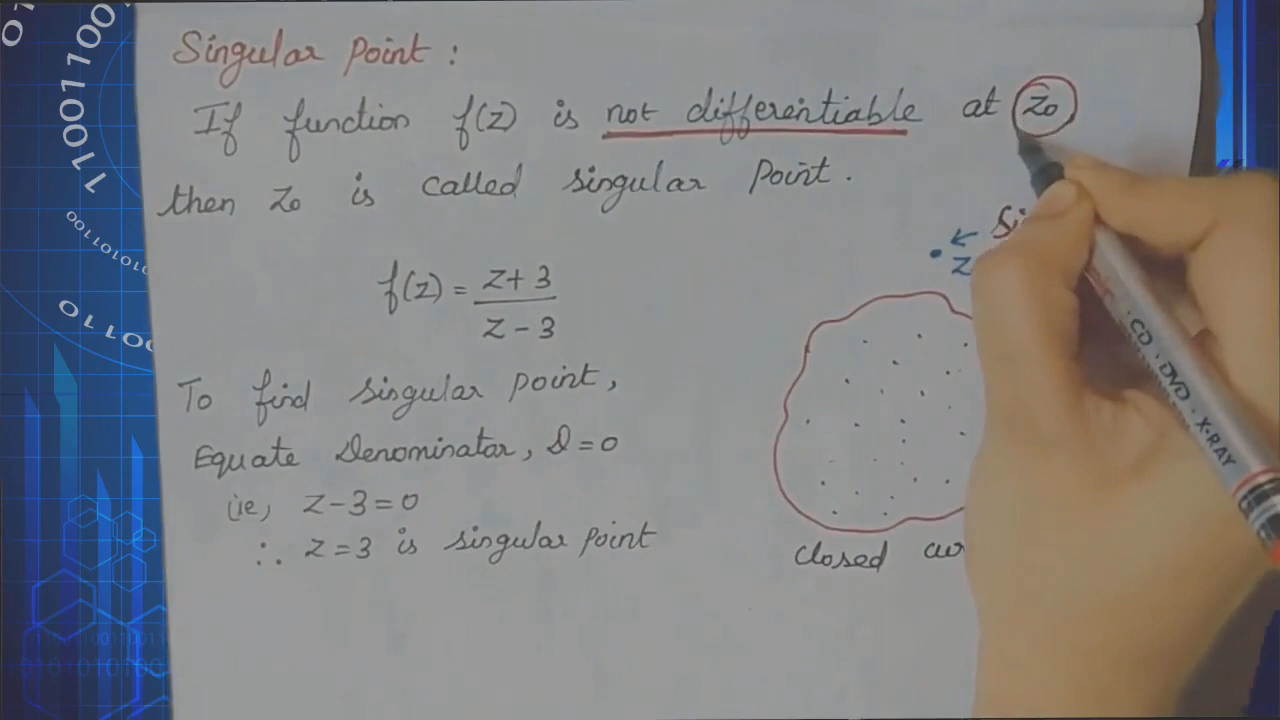 Singular Point :
If function f(z) is not differentiable at z₀
then z₀ is called singular Point.
f(z) = z+3
z-3
To find singular point,
Equate Denominator, D=0
(ie, z-3=0
∴ z=3 is singular point
← 
z
closed
· CD · DVD · X-RAY